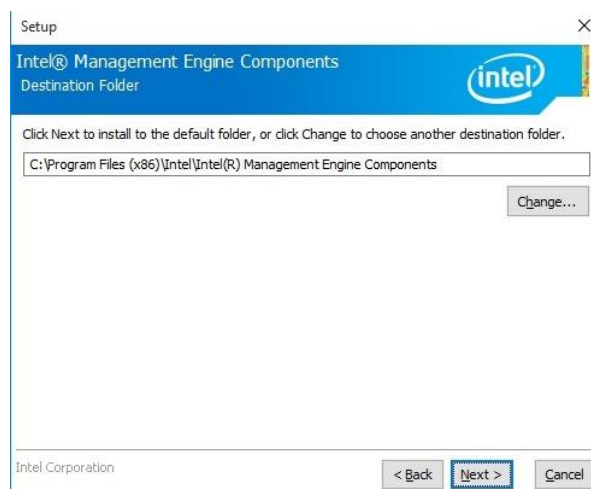 Setup
Intel® Management Engine Components
Destination Folder
intel
Click Next to install to the default folder, or click Change to choose another destination folder.
C:\Program Files (x86)\Intel\Intel(R) Management Engine Components
Change...
Intel Corporation
< Back Next > Cancel